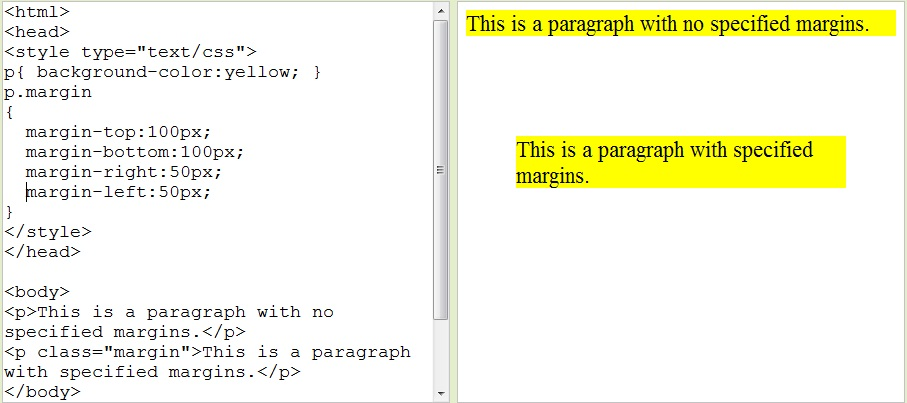 <html>
<head>
<style type="text/css">
p{ background-color:yellow; }
p.margin
{
  margin-top:100px;
  margin-bottom:100px;
  margin-right:50px;
  margin-left:50px;
}
</style>
</head>

<body>
<p>This is a paragraph with no
specified margins.</p>
<p class="margin">This is a paragraph
with specified margins.</p>
</body>
This is a paragraph with no specified margins.
This is a paragraph with specified
margins.